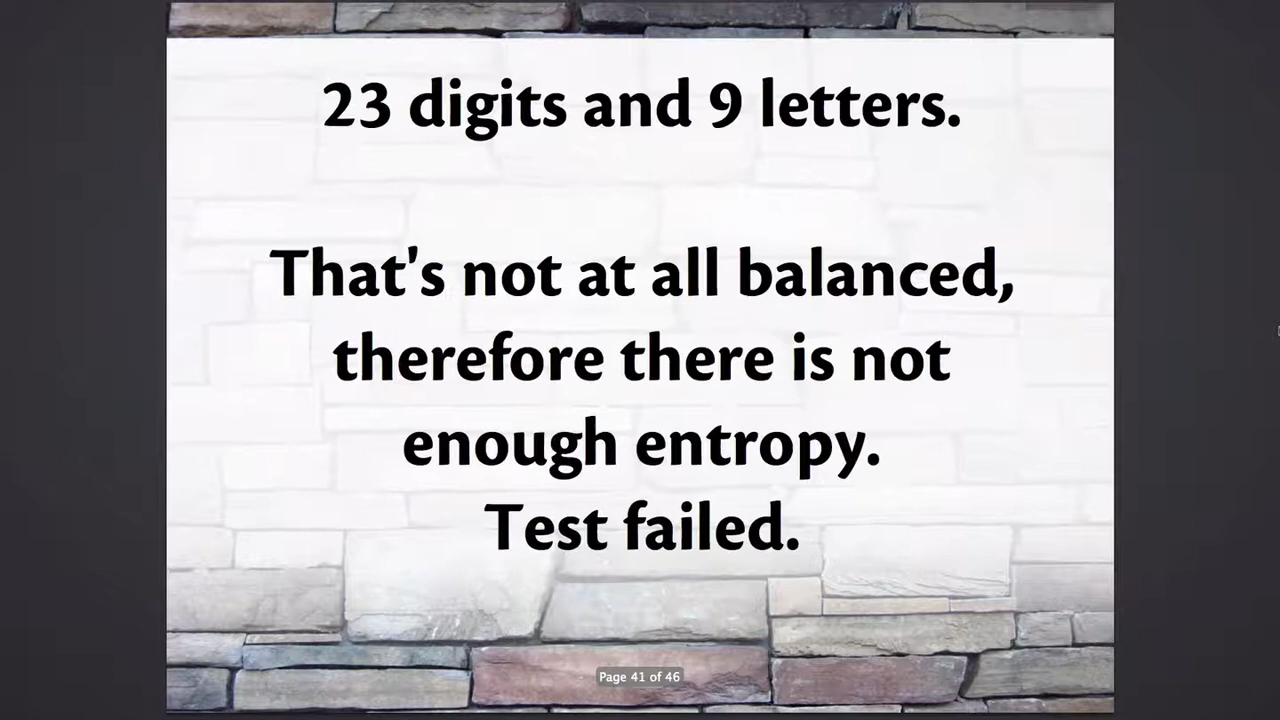 23 digits and 9 letters.
That's not at all balanced,
therefore there is not
enough entropy.
Test failed.
Page 41 of 46